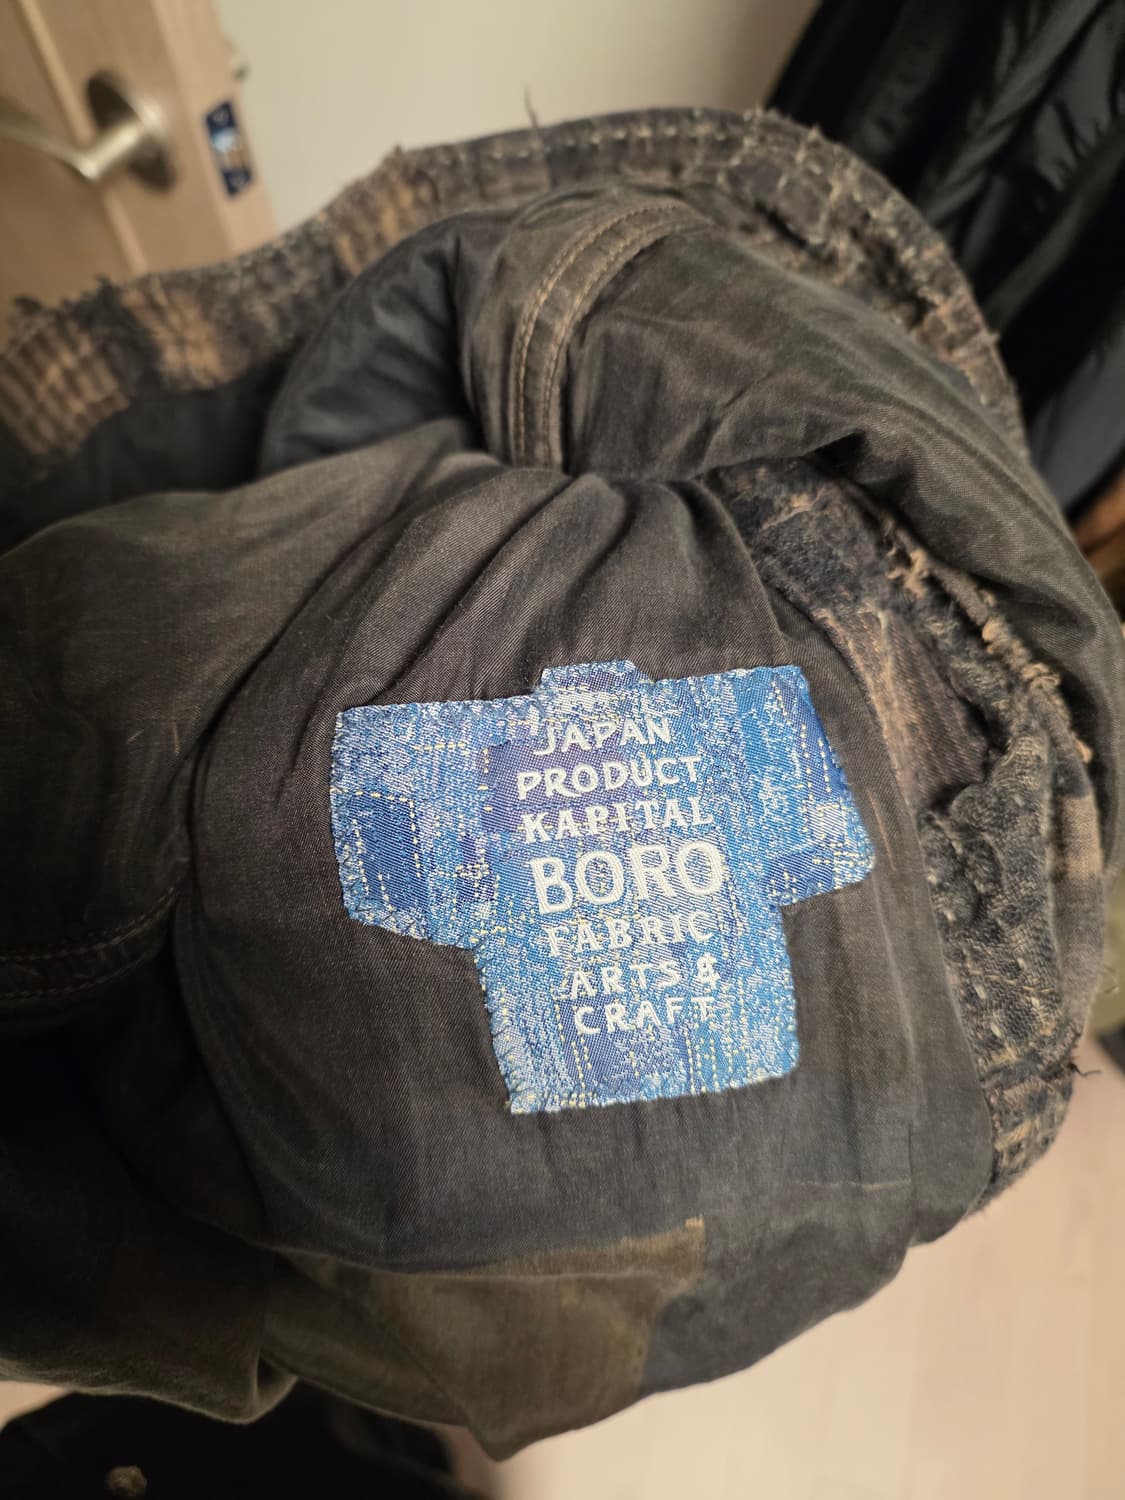 JAPAN
PRODUCT
KAPITAL
BORO
FABRIC
ARTS &
CRAFT